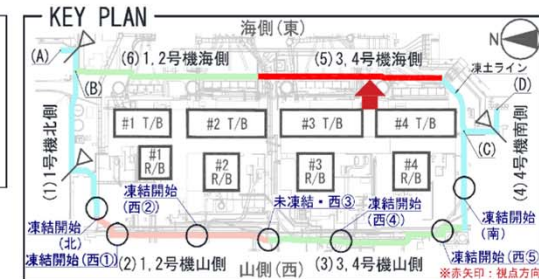 KEY PLAN
海側(東)
N
(A)
(6)1,2号機海側
(5)3,4号機海側
凍土ライン
(B)
(D)
#1 T/B
#2 T/B
#3 T/B
#4 T/B
(C)
(1)1号機北側
(4)4号機南側
#1
R/B
#2
R/B
#3
R/B
#4
R/B
凍結開始
(西②)
未凍結・西③
凍結開始
(西④)
凍結開始
(北)
凍結開始
(南)
凍結開始(西①)
(2)1,2号機山側
山側(西)
(3)3,4号機山側
凍結開始(西⑤)
※赤矢印:視点方向